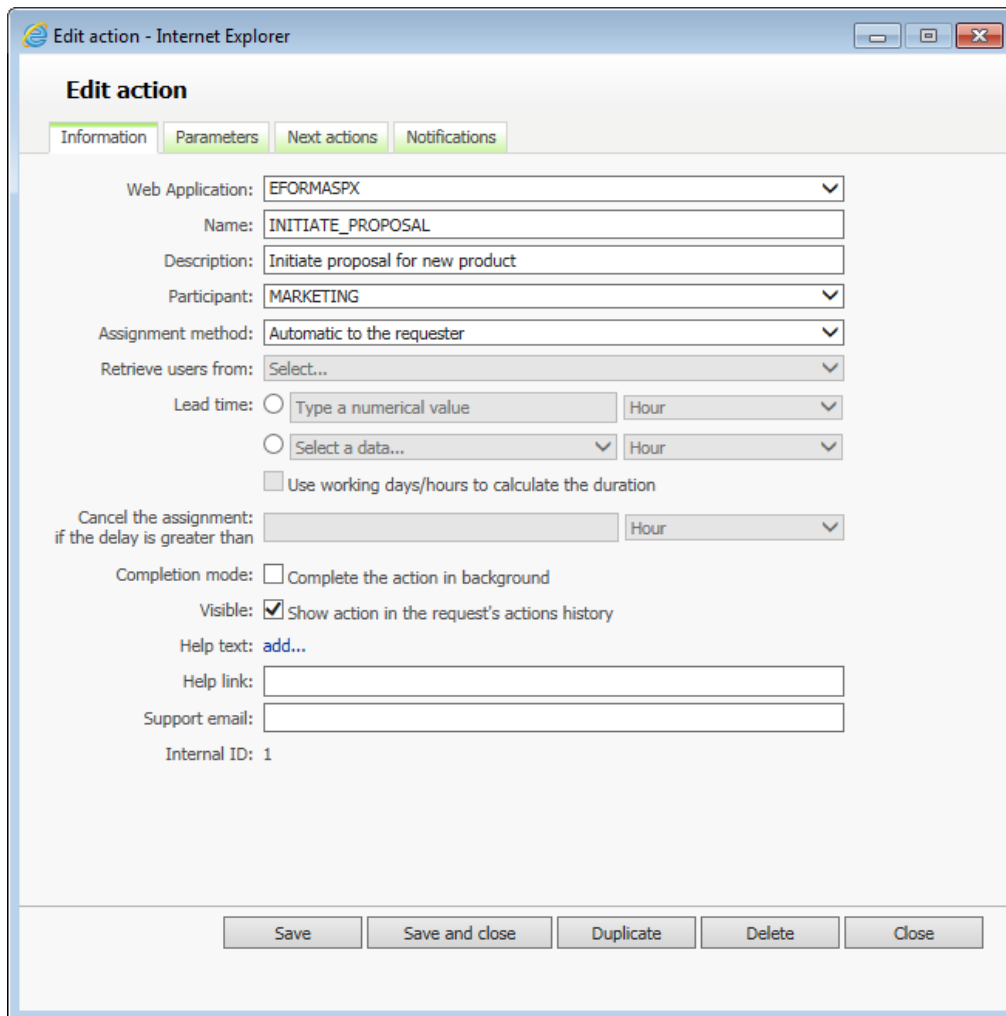 Edit action - Internet Explorer
Edit action
Information Parameters Next actions Notifications
Web Application: EFORMASPX
Name: INITIATE_PROPOSAL
Description: Initiate proposal for new product
Participant: MARKETING
Assignment method: Automatic to the requester
Retrieve users from: Select...
Lead time: Type a numerical value Hour
Select a data... Hour
Use working days/hours to calculate the duration
Cancel the assignment:
if the delay is greater than Hour
Completion mode: Complete the action in background
Visible: Show action in the request's actions history
Help text: add...
Help link:
Support email:
Internal ID: 1
Save Save and close Duplicate Delete Close